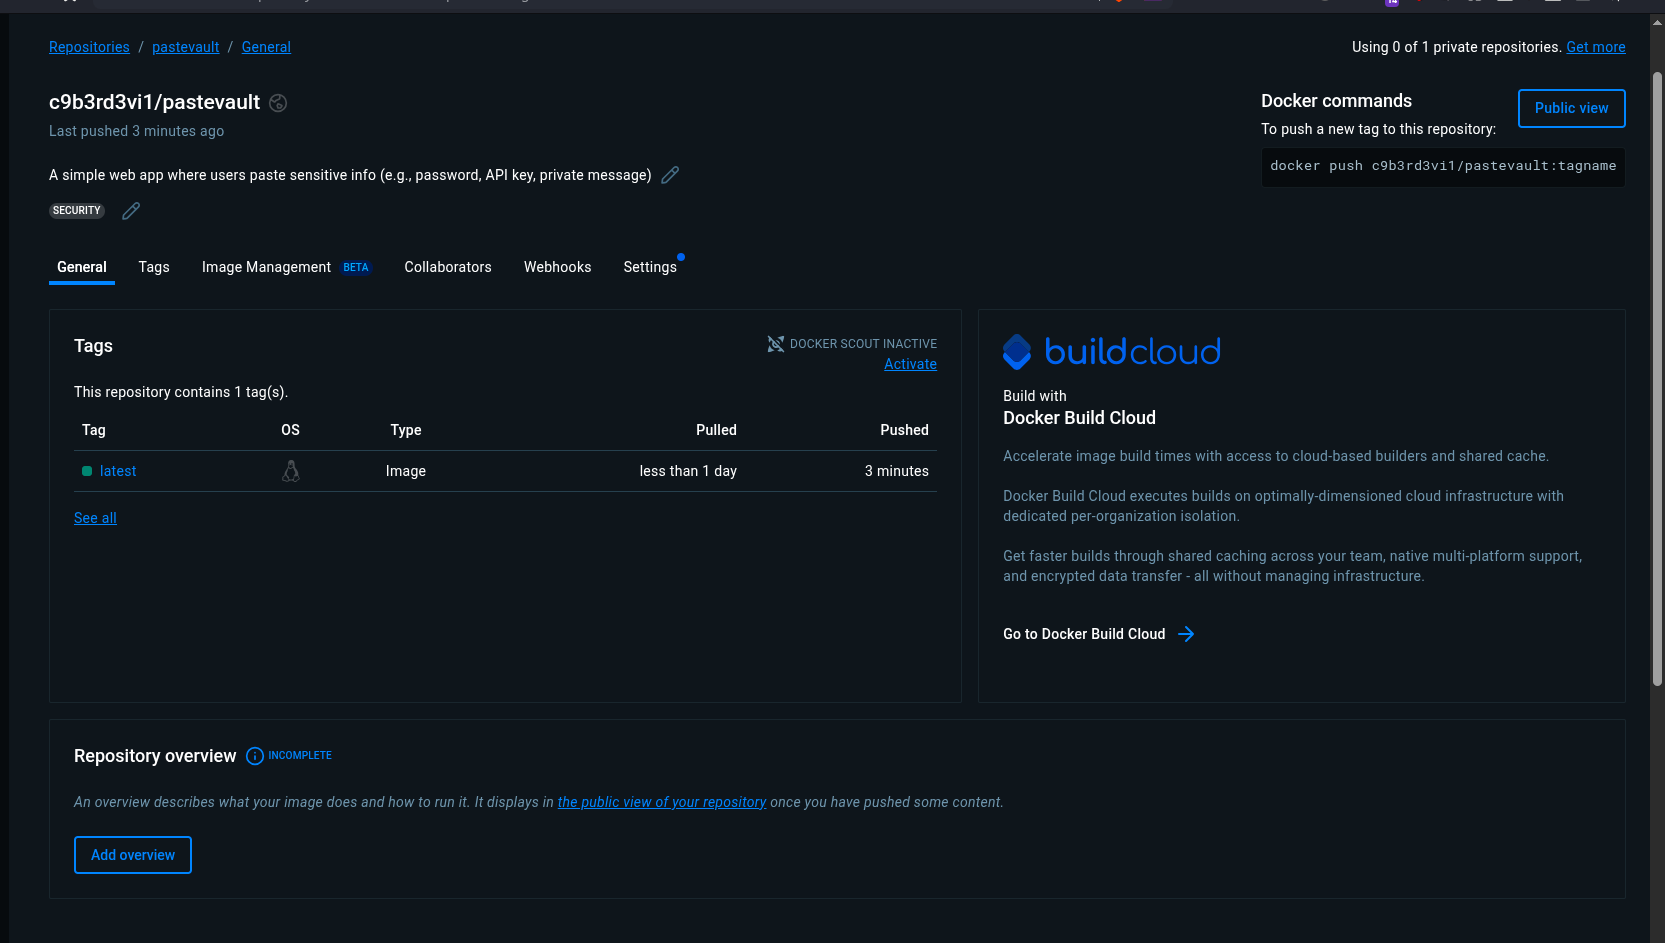 Repositories / pastevault / General
Using 0 of 1 private repositories. Get more
c9b3rd3vi1/pastevault
Last pushed 3 minutes ago
A simple web app where users paste sensitive info (e.g., password, API key, private message)
SECURITY
Docker commands
Public view
To push a new tag to this repository:
docker push c9b3rd3vi1/pastevault:tagname
General Tags Image Management BETA Collaborators Webhooks Settings
Tags
DOCKER SCOUT INACTIVE
Activate
This repository contains 1 tag(s).
Tag OS Type Pulled Pushed
latest Image less than 1 day 3 minutes
See all
buildcloud
Build with
Docker Build Cloud
Accelerate image build times with access to cloud-based builders and shared cache.
Docker Build Cloud executes builds on optimally-dimensioned cloud infrastructure with
dedicated per-organization isolation.
Get faster builds through shared caching across your team, native multi-platform support,
and encrypted data transfer - all without managing infrastructure.
Go to Docker Build Cloud
Repository overview INCOMPLETE
An overview describes what your image does and how to run it. It displays in the public view of your repository once you have pushed some content.
Add overview